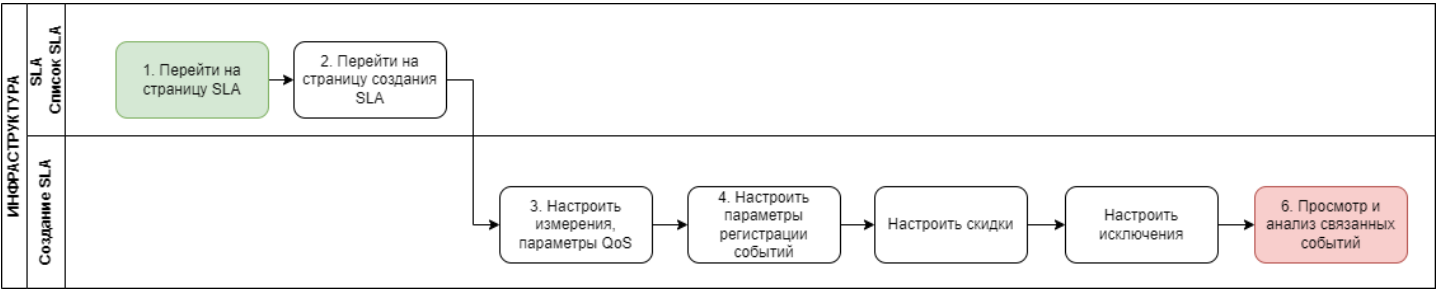 ИНФРАСТРУКТУРА
SLA
Список SLA
1. Перейти на
страницу SLA
2. Перейти на
страницу создания
SLA
Создание SLA
3. Настроить
измерения,
параметры QoS
4. Настроить
параметры
регистрации
событий
Настроить скидки
Настроить
исключения
6. Просмотр и
анализ связанных
событий